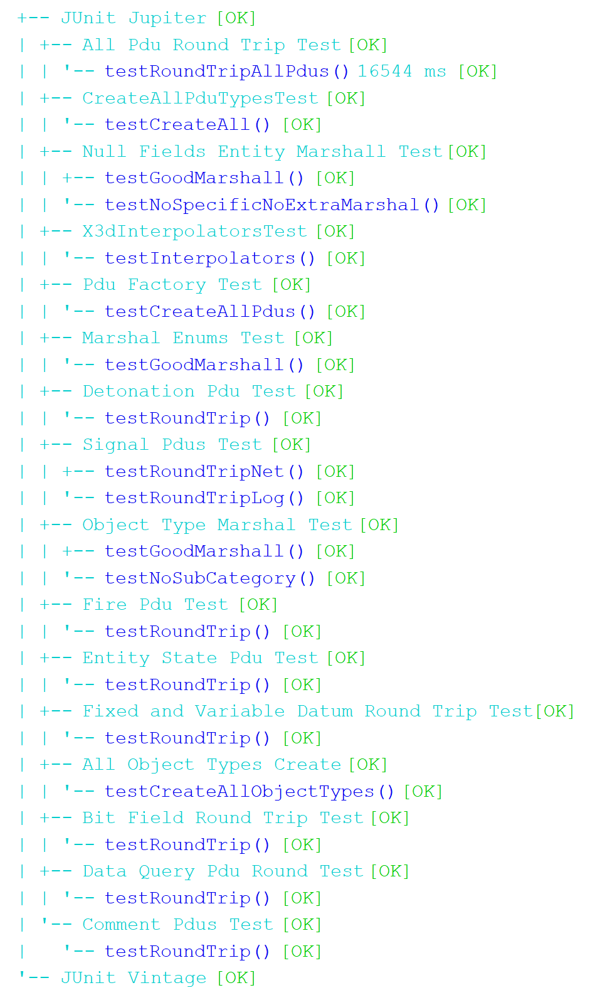 +-- JUnit Jupiter [OK]
| +-- All Pdu Round Trip Test [OK]
| | '-- testRoundTripAllPdus() 16544 ms [OK]
| +-- CreateAllPduTypesTest [OK]
| | '-- testCreateAll() [OK]
| +-- Null Fields Entity Marshall Test [OK]
| | +-- testGoodMarshall() [OK]
| | '-- testNoSpecificNoExtraMarshal() [OK]
| +-- X3dInterpolatorsTest [OK]
| | '-- testInterpolators() [OK]
| +-- Pdu Factory Test [OK]
| | '-- testCreateAllPdus() [OK]
| +-- Marshal Enums Test [OK]
| | '-- testGoodMarshall() [OK]
| +-- Detonation Pdu Test [OK]
| | '-- testRoundTrip() [OK]
| +-- Signal Pdus Test [OK]
| | +-- testRoundTripNet() [OK]
| | '-- testRoundTripLog() [OK]
| +-- Object Type Marshal Test [OK]
| | +-- testGoodMarshall() [OK]
| | '-- testNoSubCategory() [OK]
| +-- Fire Pdu Test [OK]
| | '-- testRoundTrip() [OK]
| +-- Entity State Pdu Test [OK]
| | '-- testRoundTrip() [OK]
| +-- Fixed and Variable Datum Round Trip Test[OK]
| | '-- testRoundTrip() [OK]
| +-- All Object Types Create [OK]
| | '-- testCreateAllObjectTypes() [OK]
| +-- Bit Field Round Trip Test [OK]
| | '-- testRoundTrip() [OK]
| +-- Data Query Pdu Round Test [OK]
| | '-- testRoundTrip() [OK]
| '-- Comment Pdus Test [OK]
|   '-- testRoundTrip() [OK]
'-- JUnit Vintage [OK]